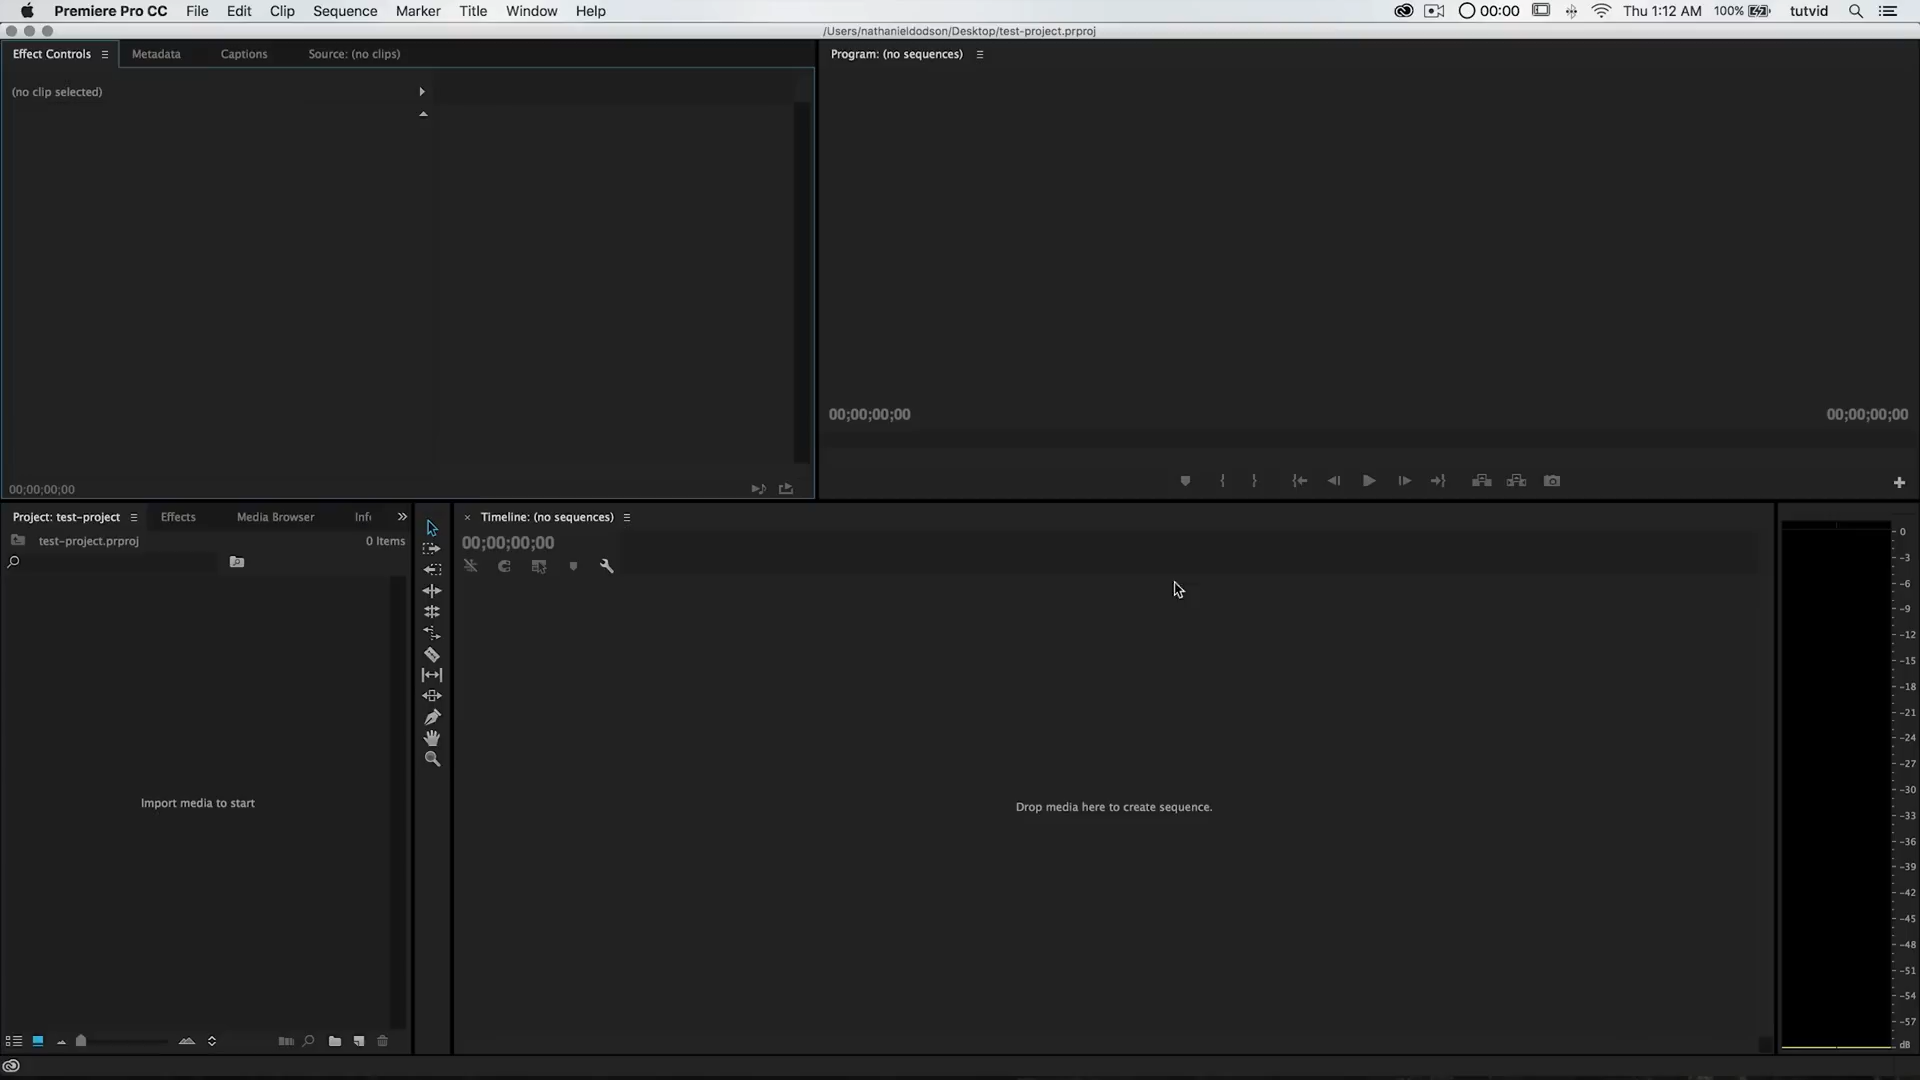 Premiere Pro CC File Edit Clip Sequence Marker Title Window Help 00:00 Thu 1:12 AM 100% tutvid
/Users/nathanieldodson/Desktop/test-project.prproj
Effect Controls Metadata Captions Source: (no clips)
(no clip selected)
00;00;00;00
Program: (no sequences)
00;00;00;00 00;00;00;00
Project: test-project Effects Media Browser Info
test-project.prproj 0 Items
Import media to start
× Timeline: (no sequences)
00;00;00;00
Drop media here to create sequence.
0
-3
-6
-9
-12
-15
-18
-21
-24
-27
-30
-33
-36
-39
-42
-45
-48
-51
-54
-57
dB